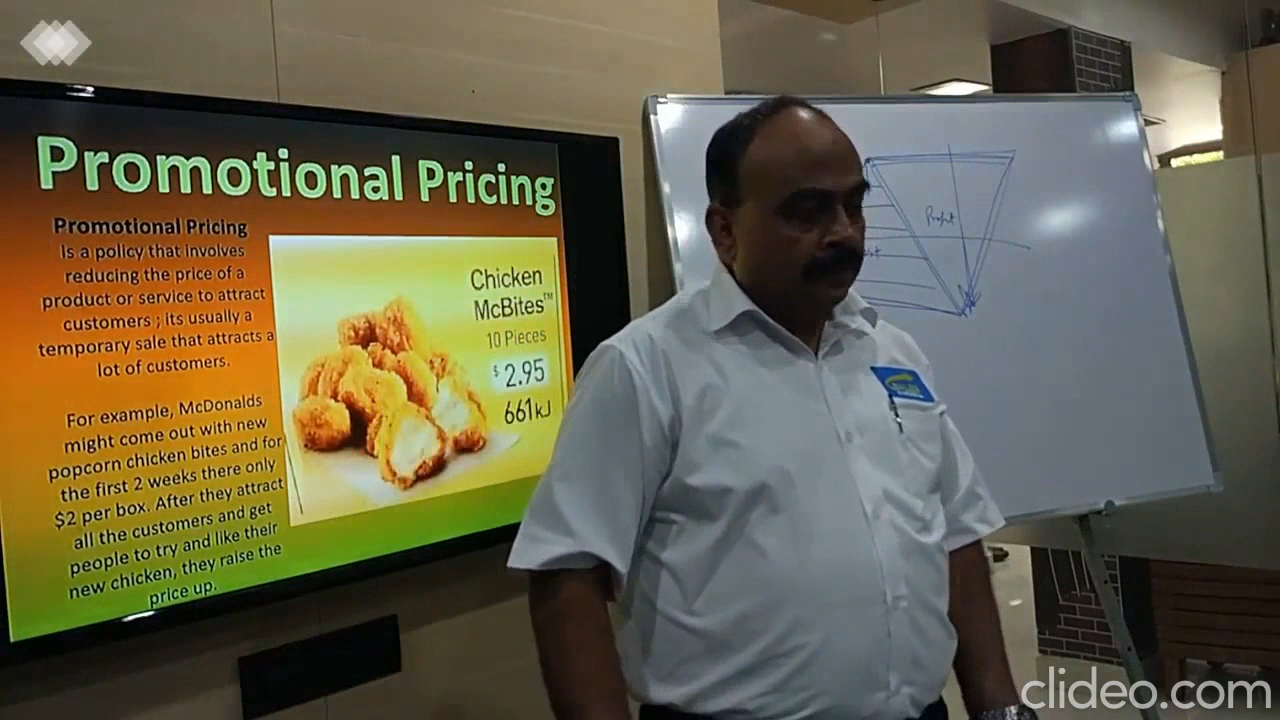 Promotional Pricing
Promotional Pricing
Is a policy that involves
reducing the price of a
product or service to attract
customers ; its usually a
temporary sale that attracts a
lot of customers.
For example, McDonalds
might come out with new
popcorn chicken bites and for
the first 2 weeks there only
$2 per box. After they attract
all the customers and get
people to try and like their
new chicken, they raise the
price up.
Chicken
McBites™
10 Pieces
$2.95
661kJ
Profit
clideo.com